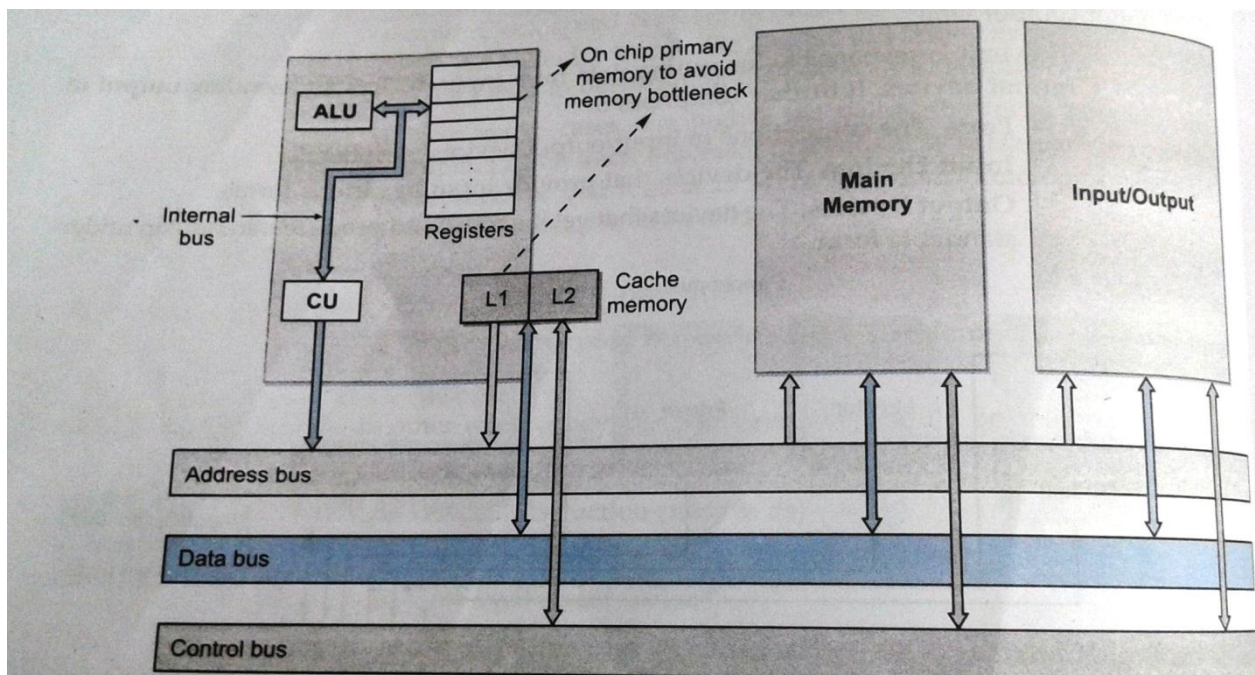 On chip primary
memory to avoid
memory bottleneck
ALU
Internal
bus
Registers
CU
L1 L2
Cache
memory
Main
Memory
Input/Output
Address bus
Data bus
Control bus